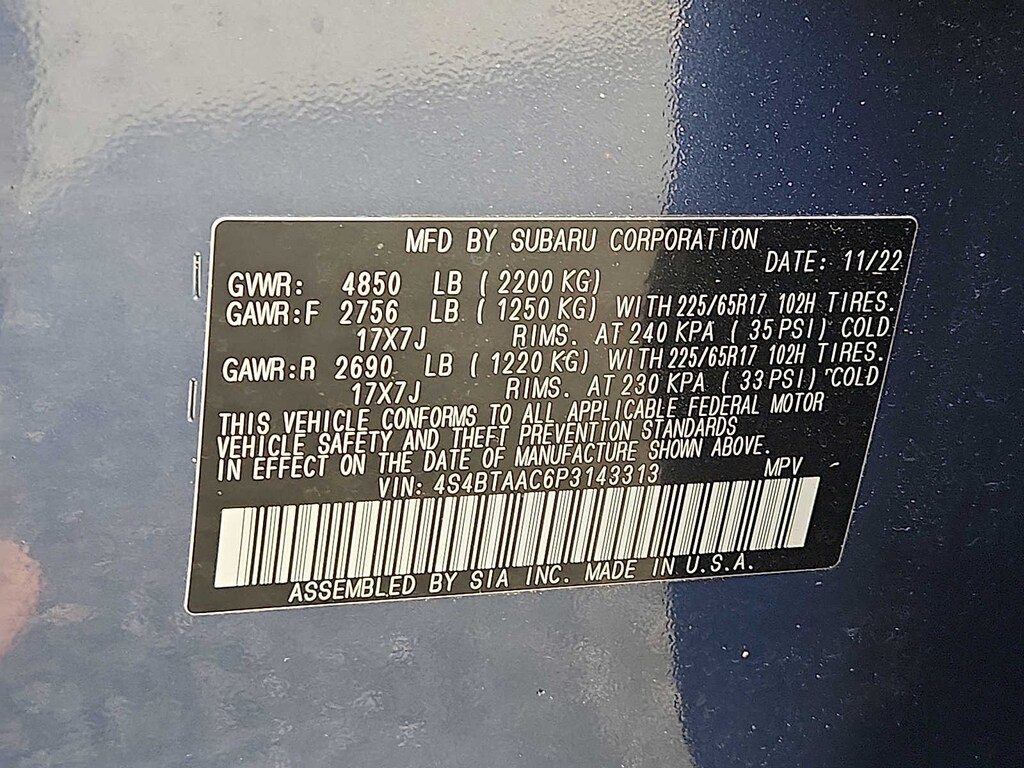 MFD BY SUBARU CORPORATION
DATE: 11/22
GVWR: 4850 LB ( 2200 KG)
GAWR:F 2756 LB ( 1250 KG) WITH 225/65R17 102H TIRES.
17X7J RIMS. AT 240 KPA ( 35 PSI) COLD
GAWR:R 2690 LB ( 1220 KG) WITH 225/65R17 102H TIRES.
17X7J RIMS. AT 230 KPA ( 33 PSI) COLD
THIS VEHICLE CONFORMS TO ALL APPLICABLE FEDERAL MOTOR
VEHICLE SAFETY AND THEFT PREVENTION STANDARDS
IN EFFECT ON THE DATE OF MANUFACTURE SHOWN ABOVE.
VIN: 4S4BTAAC6P3143313 MPV
ASSEMBLED BY SIA INC. MADE IN U.S.A.